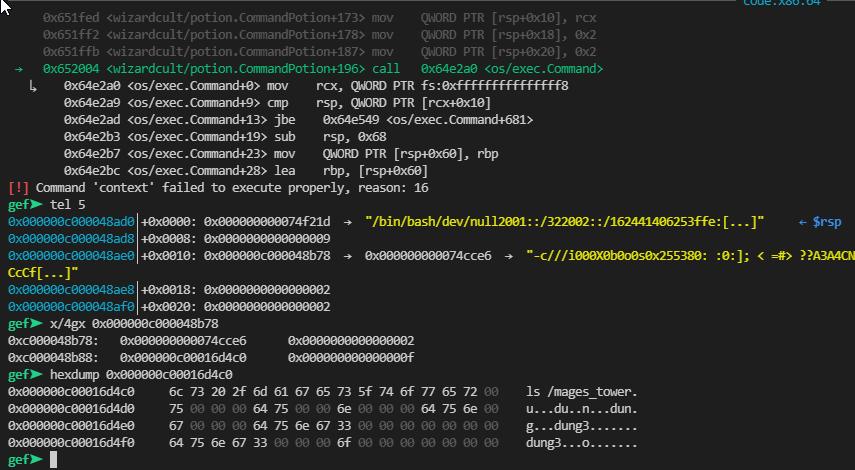 code:x86:64
0x651fed <wizardcult/potion.CommandPotion+173> mov    QWORD PTR [rsp+0x10], rcx
0x651ff2 <wizardcult/potion.CommandPotion+178> mov    QWORD PTR [rsp+0x18], 0x2
0x651ffb <wizardcult/potion.CommandPotion+187> mov    QWORD PTR [rsp+0x20], 0x2
→   0x652004 <wizardcult/potion.CommandPotion+196> call   0x64e2a0 <os/exec.Command>
↳     0x64e2a0 <os/exec.Command+0> mov    rcx, QWORD PTR fs:0xfffffffffffffff8
0x64e2a9 <os/exec.Command+9> cmp    rsp, QWORD PTR [rcx+0x10]
0x64e2ad <os/exec.Command+13> jbe    0x64e549 <os/exec.Command+681>
0x64e2b3 <os/exec.Command+19> sub    rsp, 0x68
0x64e2b7 <os/exec.Command+23> mov    QWORD PTR [rsp+0x60], rbp
0x64e2bc <os/exec.Command+28> lea    rbp, [rsp+0x60]
[!] Command 'context' failed to execute properly, reason: 16
gef➤  tel 5
0x000000c000048ad0│+0x0000: 0x000000000074f21d  →  "/bin/bash/dev/null2001::/322002::/162441406253ffe:[...]"     ← $rsp
0x000000c000048ad8│+0x0008: 0x0000000000000009
0x000000c000048ae0│+0x0010: 0x000000c000048b78  →  0x000000000074cce6  →  "-c///i000X0b0o0s0x255380: :0:]; < =#> ??A3A4CN
CcCf[...]"
0x000000c000048ae8│+0x0018: 0x0000000000000002
0x000000c000048af0│+0x0020: 0x0000000000000002
gef➤  x/4gx 0x000000c000048b78
0xc000048b78:   0x000000000074cce6      0x0000000000000002
0xc000048b88:   0x000000c00016d4c0      0x000000000000000f
gef➤  hexdump 0x000000c00016d4c0
0x000000c00016d4c0     6c 73 20 2f 6d 61 67 65 73 5f 74 6f 77 65 72 00    ls /mages_tower.
0x000000c00016d4d0     75 00 00 00 64 75 00 00 6e 00 00 00 64 75 6e 00    u...du..n...dun.
0x000000c00016d4e0     67 00 00 00 64 75 6e 67 33 00 00 00 00 00 00 00    g...dung3.......
0x000000c00016d4f0     64 75 6e 67 33 00 00 00 6f 00 00 00 00 00 00 00    dung3...o.......
gef➤